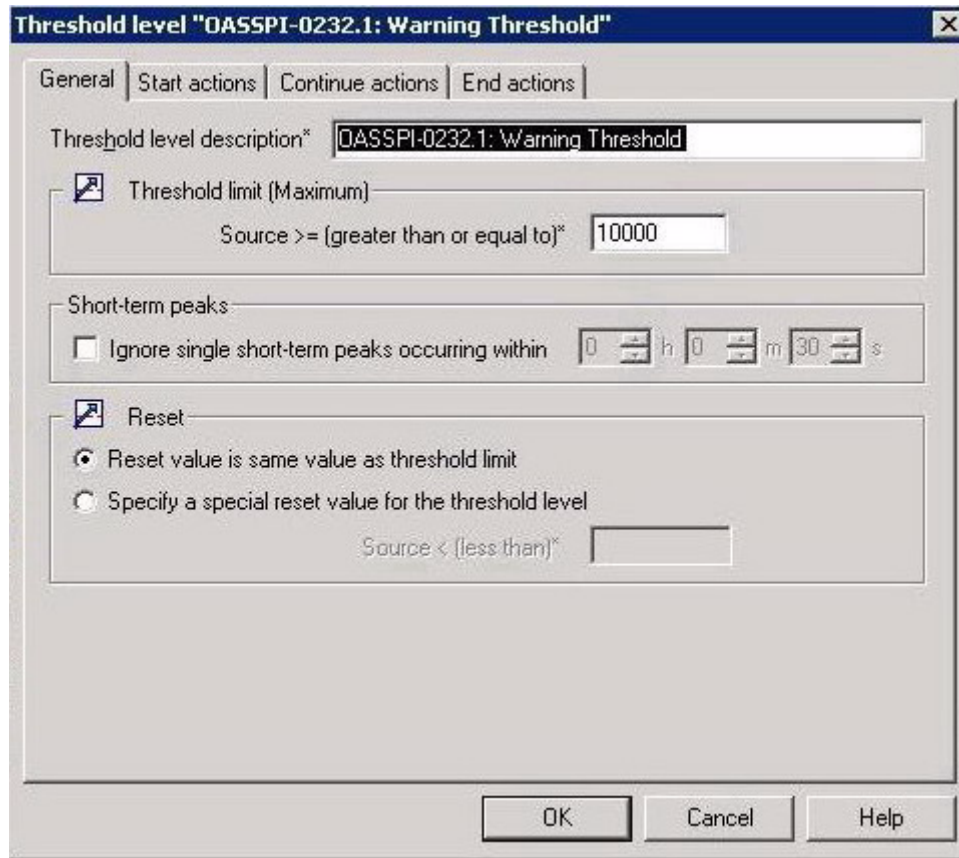 Threshold level "OASSPI-0232.1: Warning Threshold"
General Start actions Continue actions End actions
Threshold level description* OASSPI-0232.1: Warning Threshold
Threshold limit (Maximum)
Source >= (greater than or equal to)* 10000
Short-term peaks
Ignore single short-term peaks occurring within 0 h 0 m 30 s
Reset
Reset value is same value as threshold limit
Specify a special reset value for the threshold level
Source < (less than)*
OK Cancel Help